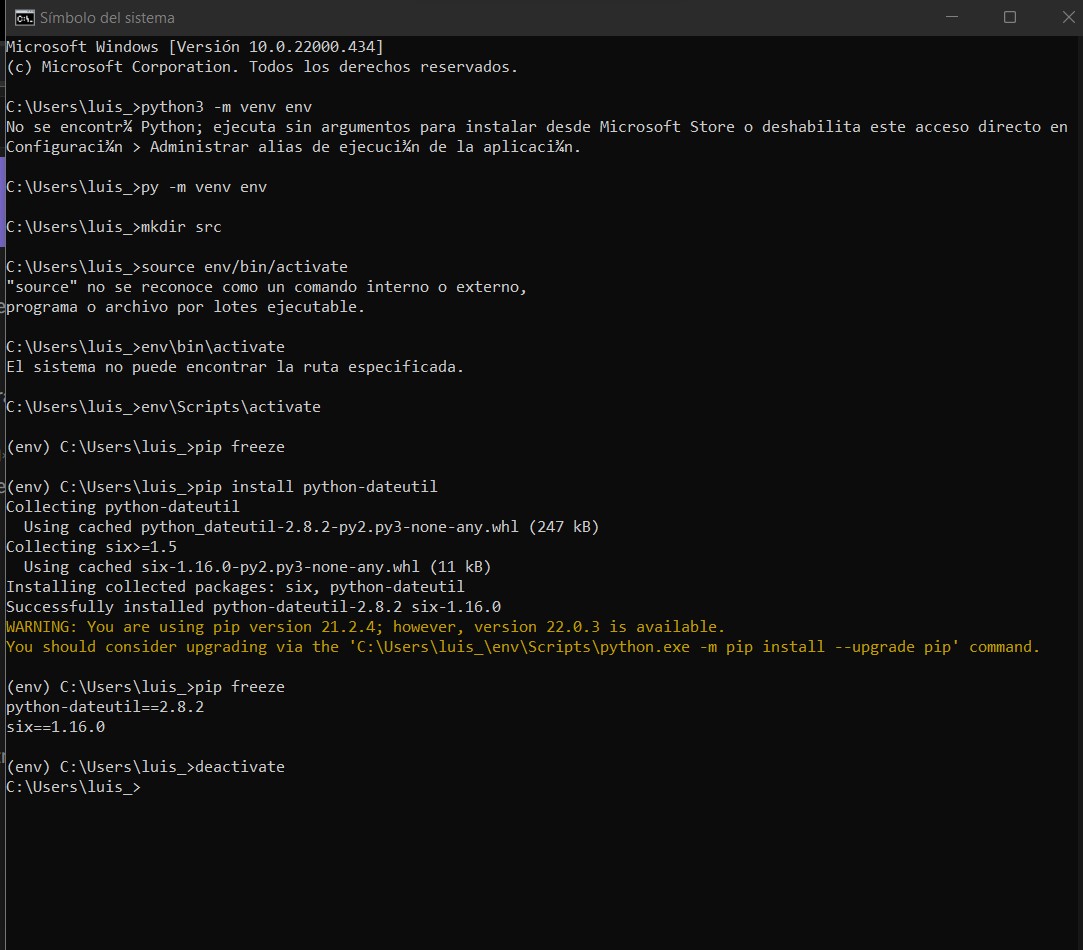 Símbolo del sistema
Microsoft Windows [Versión 10.0.22000.434]
(c) Microsoft Corporation. Todos los derechos reservados.
C:\Users\luis_>python3 -m venv env
No se encontr¾ Python; ejecuta sin argumentos para instalar desde Microsoft Store o deshabilita este acceso directo en
Configuraci¾n > Administrar alias de ejecuci¾n de la aplicaci¾n.
C:\Users\luis_>py -m venv env
C:\Users\luis_>mkdir src
C:\Users\luis_>source env/bin/activate
"source" no se reconoce como un comando interno o externo,
programa o archivo por lotes ejecutable.
C:\Users\luis_>env\bin\activate
El sistema no puede encontrar la ruta especificada.
C:\Users\luis_>env\Scripts\activate
(env) C:\Users\luis_>pip freeze
(env) C:\Users\luis_>pip install python-dateutil
Collecting python-dateutil
  Using cached python_dateutil-2.8.2-py2.py3-none-any.whl (247 kB)
Collecting six>=1.5
  Using cached six-1.16.0-py2.py3-none-any.whl (11 kB)
Installing collected packages: six, python-dateutil
Successfully installed python-dateutil-2.8.2 six-1.16.0
WARNING: You are using pip version 21.2.4; however, version 22.0.3 is available.
You should consider upgrading via the 'C:\Users\luis_\env\Scripts\python.exe -m pip install --upgrade pip' command.
(env) C:\Users\luis_>pip freeze
python-dateutil==2.8.2
six==1.16.0
(env) C:\Users\luis_>deactivate
C:\Users\luis_>